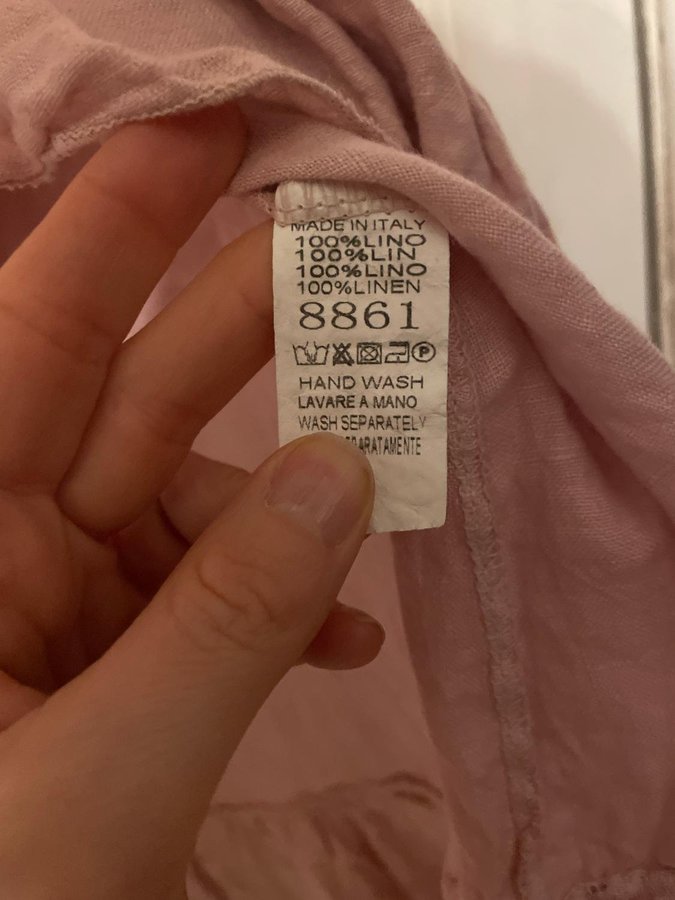 MADE IN ITALY
100%LINO
100%LIN
100%LINO
100%LINEN
8861
P
HAND WASH
LAVARE A MANO
WASH SEPARATELY